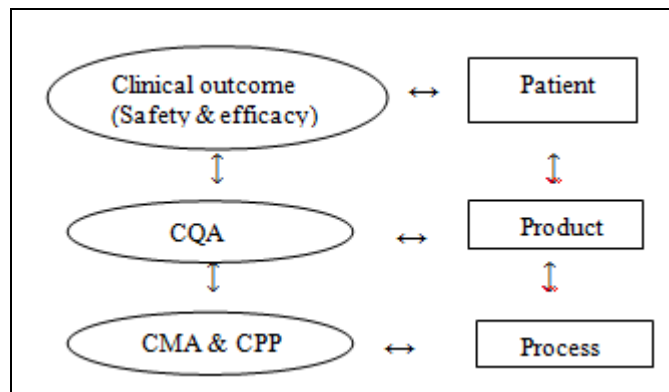 Clinical outcome
(Safety & efficacy)
Patient
CQA
Product
CMA & CPP
Process